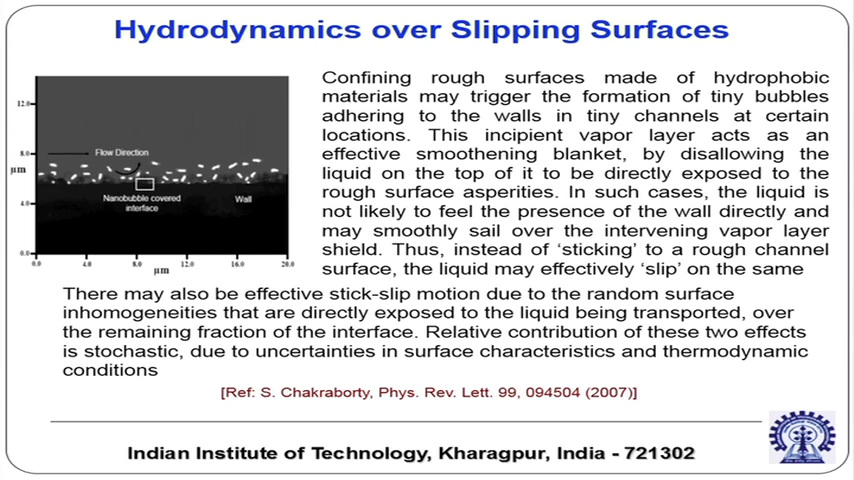 Hydrodynamics over Slipping Surfaces
12.0
8.0
µm
4.0
0.0
Flow Direction
Nanobubble covered
interface
Wall
0.0 4.0 8.0 12.0 16.0 20.0
µm
Confining rough surfaces made of hydrophobic
materials may trigger the formation of tiny bubbles
adhering to the walls in tiny channels at certain
locations. This incipient vapor layer acts as an
effective smoothening blanket, by disallowing the
liquid on the top of it to be directly exposed to the
rough surface asperities. In such cases, the liquid is
not likely to feel the presence of the wall directly and
may smoothly sail over the intervening vapor layer
shield. Thus, instead of ‘sticking’ to a rough channel
surface, the liquid may effectively ‘slip’ on the same
There may also be effective stick-slip motion due to the random surface
inhomogeneities that are directly exposed to the liquid being transported, over
the remaining fraction of the interface. Relative contribution of these two effects
is stochastic, due to uncertainties in surface characteristics and thermodynamic
conditions
[Ref: S. Chakraborty, Phys. Rev. Lett. 99, 094504 (2007)]
Indian Institute of Technology, Kharagpur, India - 721302